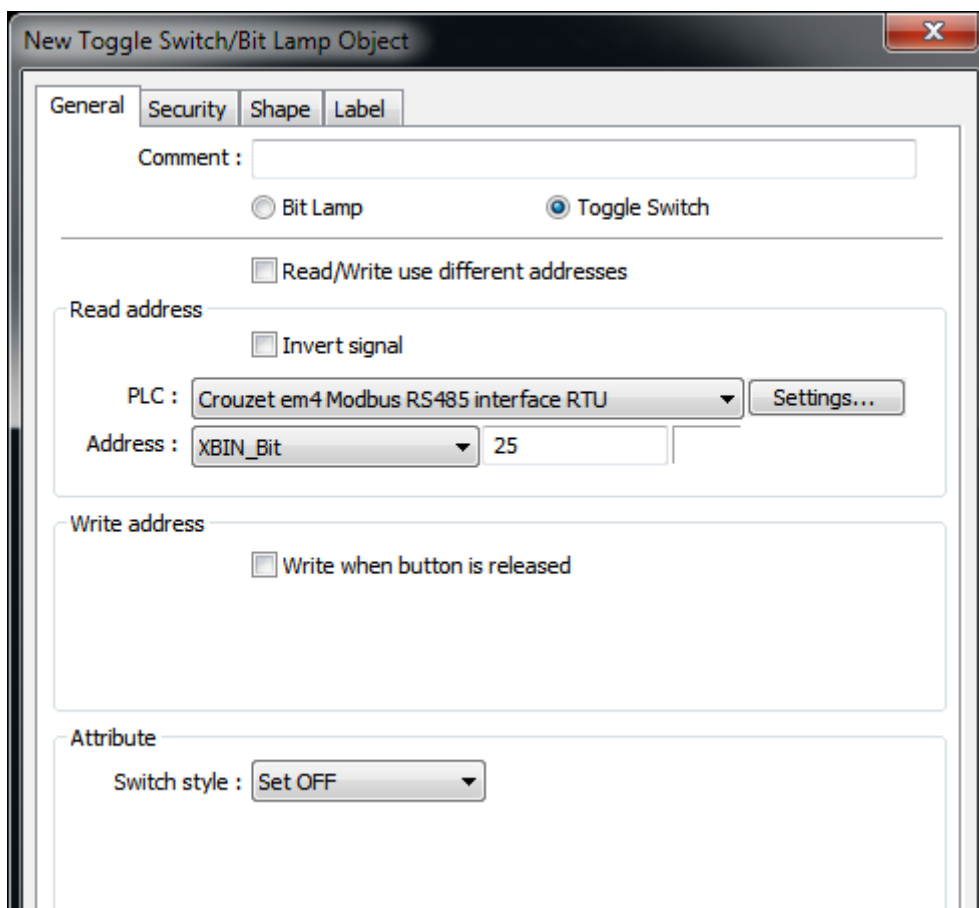 New Toggle Switch/Bit Lamp Object
General Security Shape Label
Comment :
Bit Lamp Toggle Switch
Read/Write use different addresses
Read address
Invert signal
PLC : Crouzet em4 Modbus RS485 interface RTU Settings...
Address : XBIN_Bit 25
Write address
Write when button is released
Attribute
Switch style : Set OFF